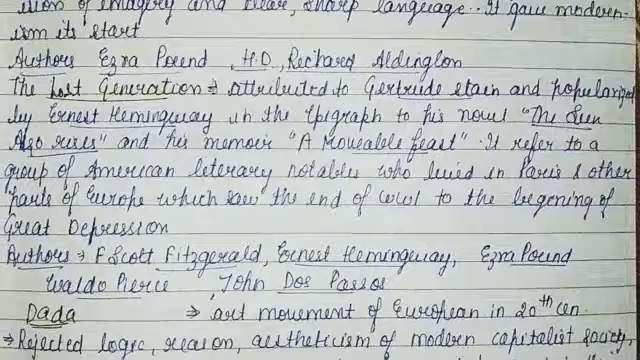 of imagery and clear, sharp language.. It gave modern-
ism its start
Authors Ezra Pound, H.D, Richard Aldington
The Lost Generation → attributed to Gertrude Stain and popularized
by Ernest Hemingway in the Epigraph to his novel "The Sun
Also rises" and his memoir "A Moveable feast". It refer to a
group of American literary notables who lived in Paris & other
parts of Europe which saw the end of WWI to the begening of
Great Depression
Authors → F Scott Fitzgerald, Ernest Hemingway, Ezra Pound
Waldo Pierce, John Dos Passos
Dada → art movement of European in 20th cen.
→ Rejected logic, reason, aestheticism of modern capitalist society,